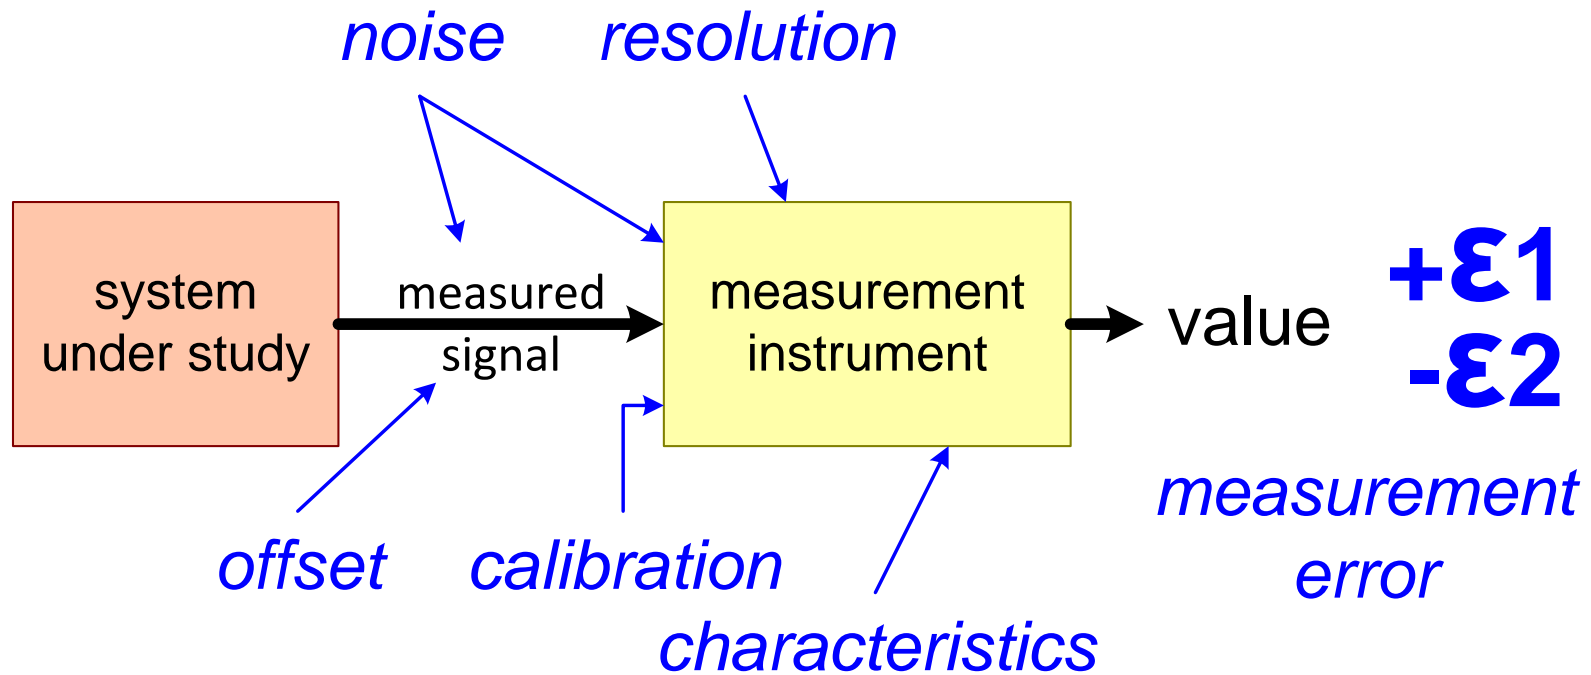 noise
resolution
system
under study
measured
signal
measurement
instrument
value
+ε1
-ε2
measurement
error
offset
calibration
characteristics